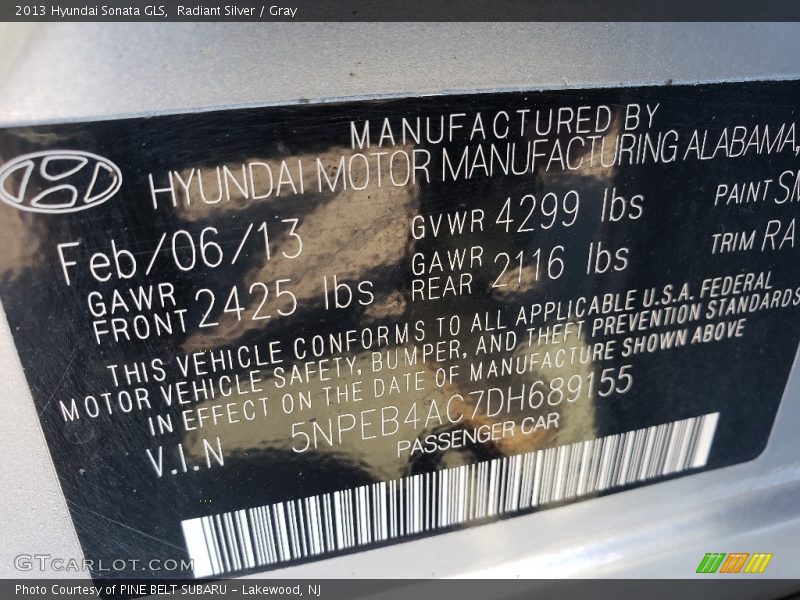 2013 Hyundai Sonata GLS, Radiant Silver / Gray
MANUFACTURED BY
HYUNDAI MOTOR MANUFACTURING ALABAMA,
Feb/06/13 GVWR 4299 lbs PAINT SM
GAWR FRONT 2425 lbs GAWR REAR 2116 lbs TRIM RA
THIS VEHICLE CONFORMS TO ALL APPLICABLE U.S.A. FEDERAL
MOTOR VEHICLE SAFETY, BUMPER, AND THEFT PREVENTION STANDARDS
IN EFFECT ON THE DATE OF MANUFACTURE SHOWN ABOVE
V.I.N 5NPEB4AC7DH689155
PASSENGER CAR
GTCarLot.com
Photo Courtesy of PINE BELT SUBARU - Lakewood, NJ